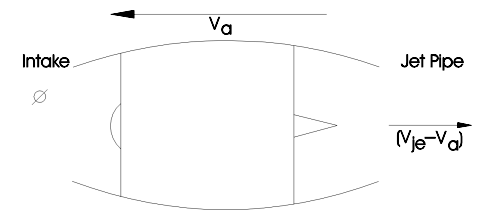 Va
Intake
Jet Pipe
Ø
(Vje–Va)